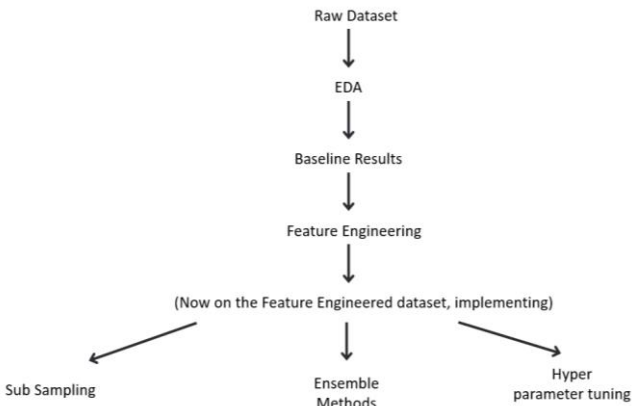 Raw Dataset
EDA
Baseline Results
Feature Engineering
(Now on the Feature Engineered dataset, implementing)
Sub Sampling
Ensemble
Methods
Hyper
parameter tuning